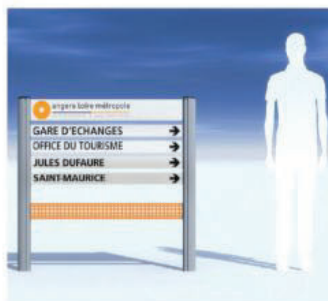 angers Loire métropole
GARE D'ECHANGES
OFFICE DU TOURISME
JULES DUFAURE
SAINT-MAURICE